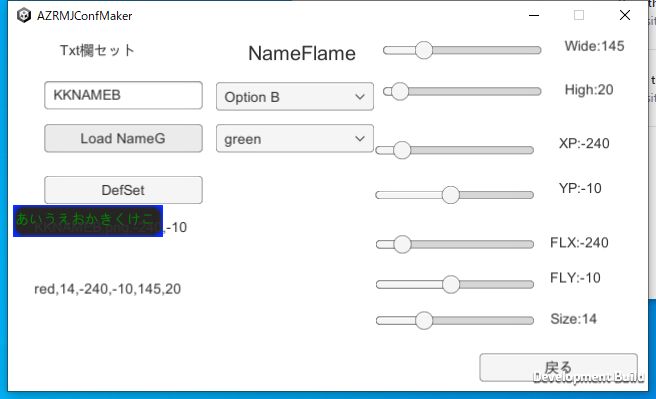 AZRMJConfMaker
Txt欄セット
NameFlame
Wide:145
KKNAMEB
Option B
High:20
Load NameG
green
XP:-240
DefSet
YP:-10
あいうえおかきくけこ
-10
FLX:-240
FLY:-10
red,14,-240,-10,145,20
Size:14
戻る
Development Build